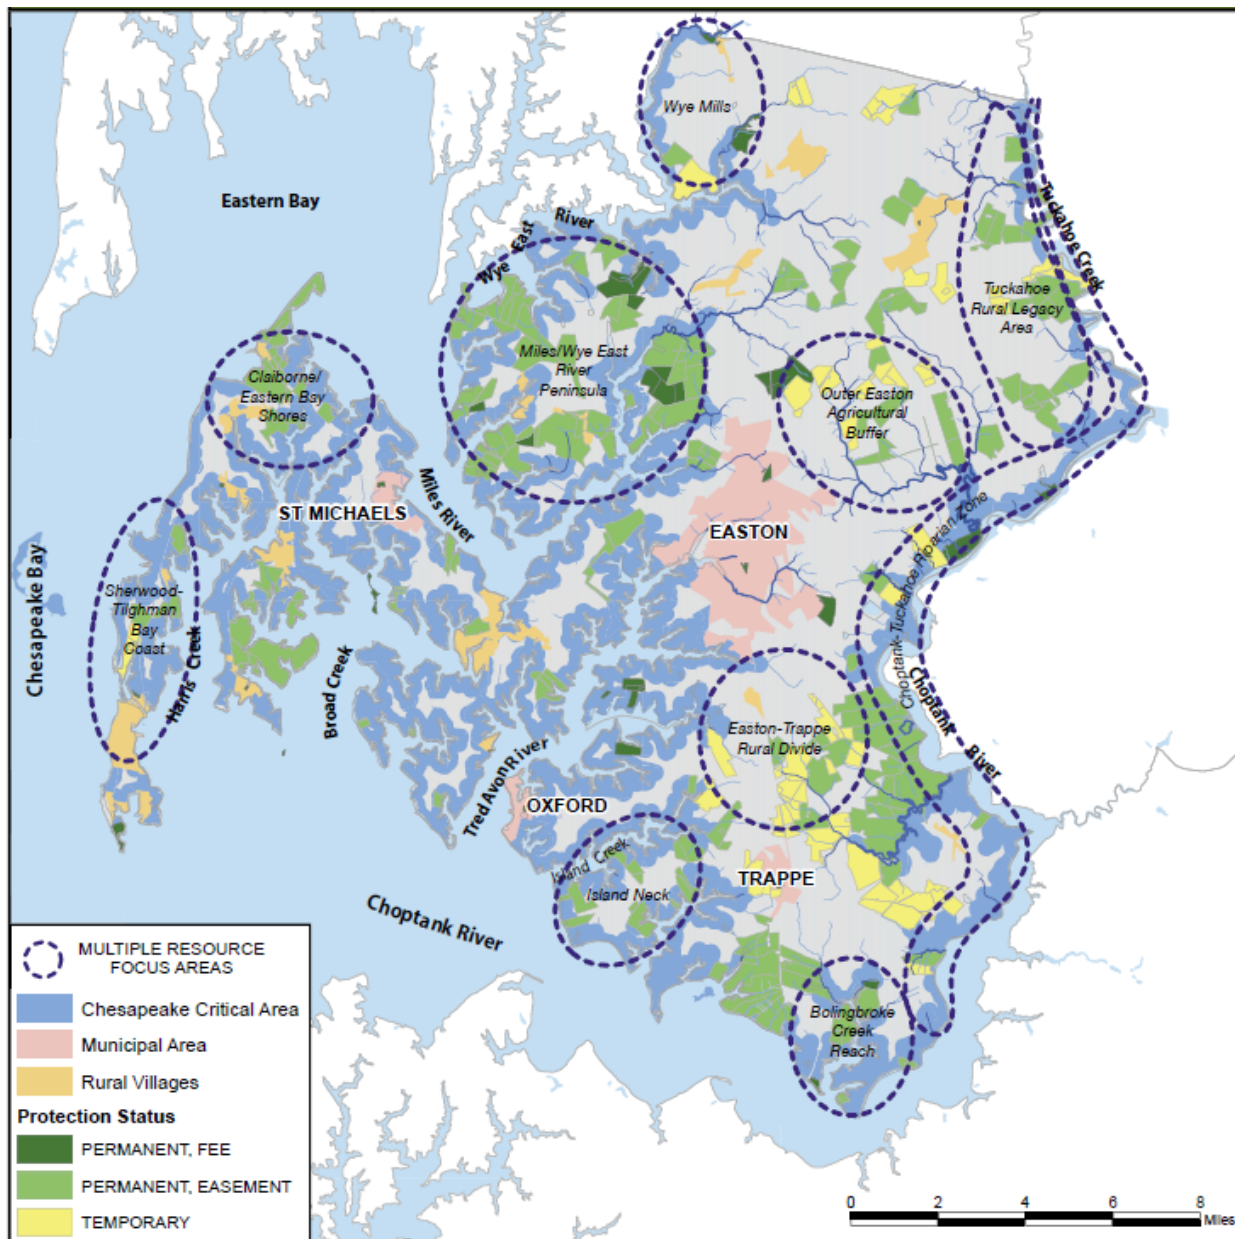 Wye Mills
Eastern Bay
Wye East River
Tuckahoe Creek
Tuckahoe
Rural Legacy
Area
Miles/Wye East
River
Peninsula
Claiborne/
Eastern Bay
Shores
Outer Easton
Agricultural
Buffer
Miles River
ST MICHAELS
EASTON
Choptank-Tuckahoe Riparian Zone
Chesapeake Bay
Sherwood-
Tilghman
Bay
Coast
Harris Creek
Broad Creek
Choptank River
Easton-Trappe
Rural Divide
Tred Avon River
OXFORD
Island Creek
Island Neck
TRAPPE
Choptank River
Bolingbroke
Creek
Reach
MULTIPLE RESOURCE
FOCUS AREAS
Chesapeake Critical Area
Municipal Area
Rural Villages
Protection Status
PERMANENT, FEE
PERMANENT, EASEMENT
TEMPORARY
0 2 4 6 8
Miles